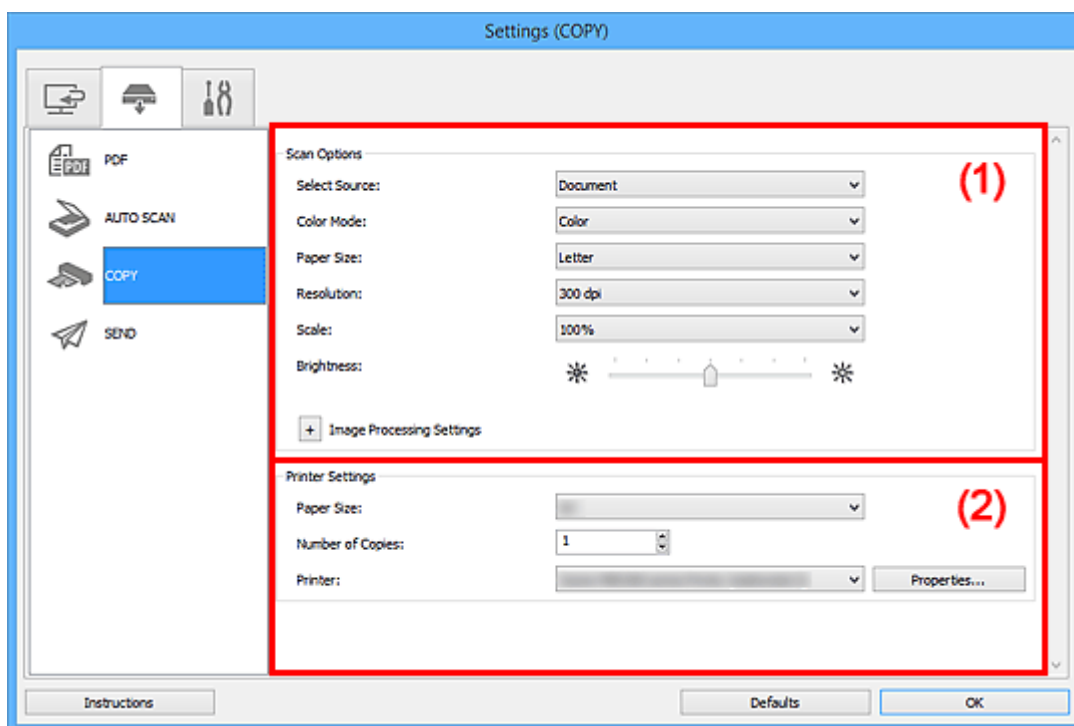 Settings (COPY)
PDF
AUTO SCAN
COPY
SEND
Scan Options
(1)
Select Source: Document
Color Mode: Color
Paper Size: Letter
Resolution: 300 dpi
Scale: 100%
Brightness:
+ Image Processing Settings
Printer Settings
(2)
Paper Size:
Number of Copies: 1
Printer: Properties...
Instructions Defaults OK